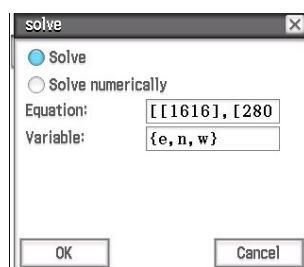 solve
Solve
Solve numerically
Equation: [[1616],[280
Variable: {e,n,w}
OK Cancel